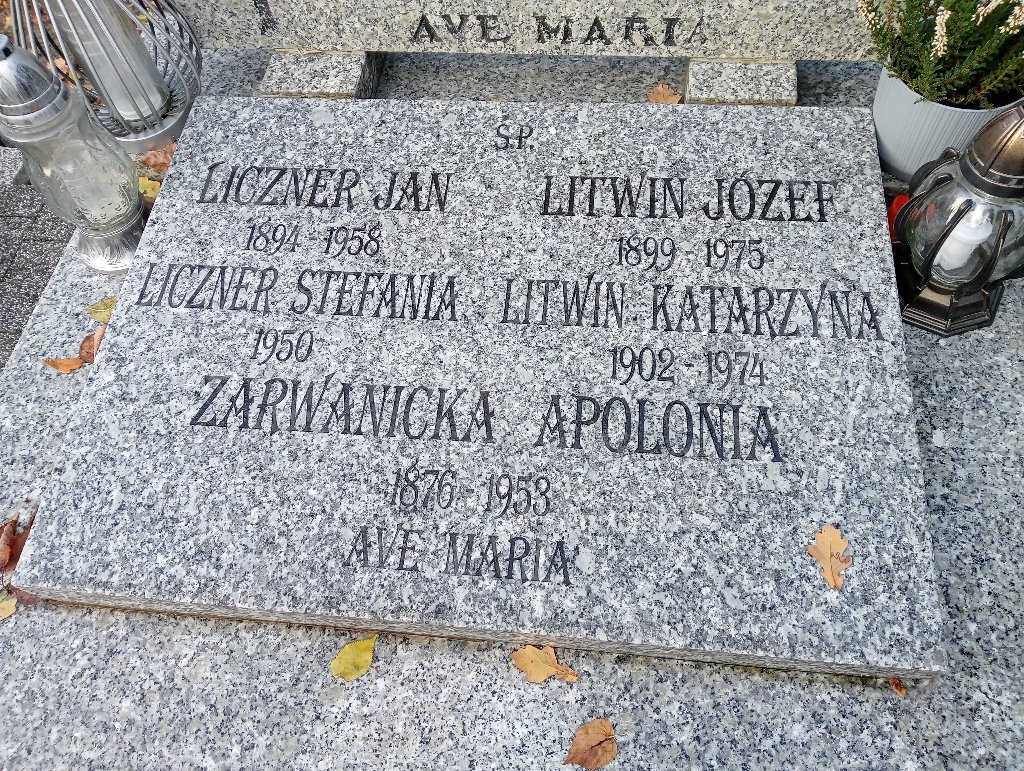 AVE MARIA
Ś.P.
LICZNER JAN LITWIN JÓZEF
1894 - 1958 1899 - 1975
LICZNER STEFANIA LITWIN KATARZYNA
1950 1902 - 1974
ZARWANICKA APOLONIA
1876 - 1953
AVE MARIA